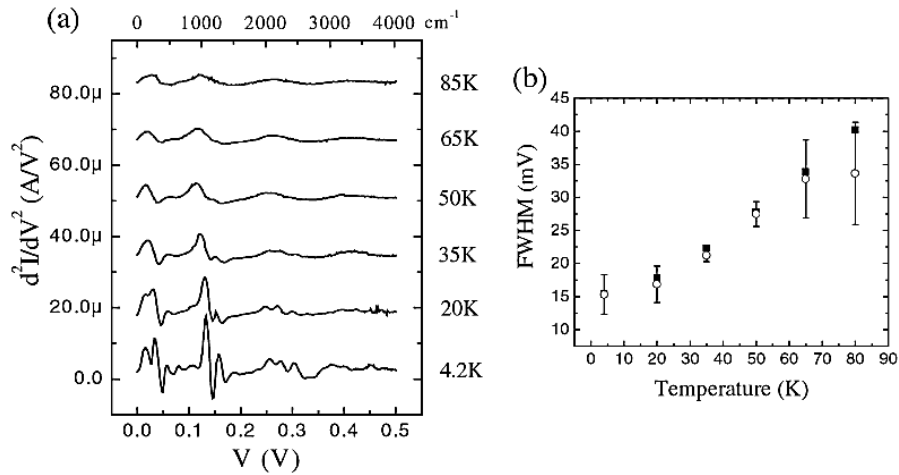 (a)
0 1000 2000 3000 4000 cm⁻¹
80.0μ
60.0μ
40.0μ
20.0μ
0.0
d²I/dV² (A/V²)
85K
65K
50K
35K
20K
4.2K
0.0 0.1 0.2 0.3 0.4 0.5
V (V)
(b)
45
40
35
30
25
20
15
10
FWHM (mV)
0 10 20 30 40 50 60 70 80 90
Temperature (K)